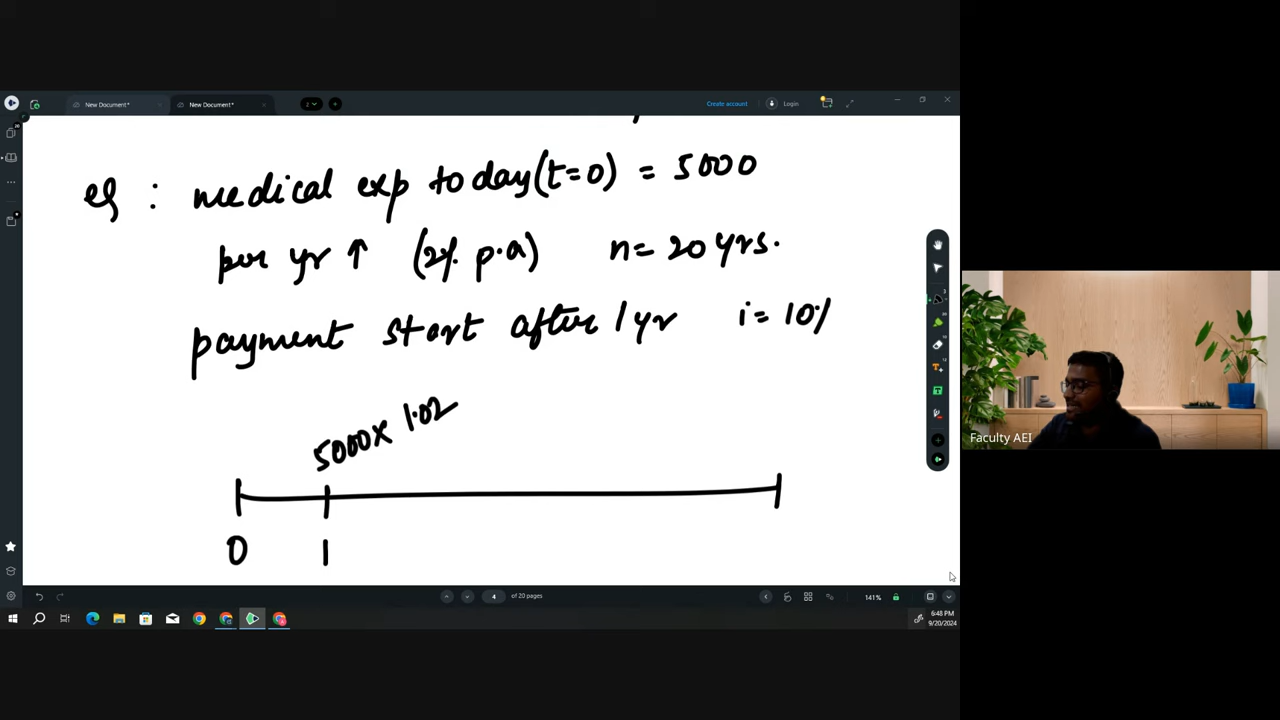 New Document*
New Document*
2
Create account
Login
eg : medical exp today (t=0) = 5000
per yr ↑ (2% p.a) n = 20 yrs.
payment start after 1 yr i = 10%
5000 x 1.02
0 1
Faculty AEI
4 of 20 pages
141%
6:48 PM
9/20/2024